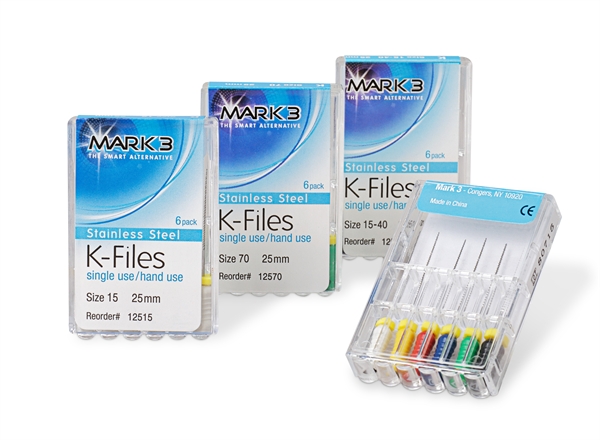 MARK3
THE SMART ALTERNATIVE
6 pack
Stainless Steel
K-Files
single use/hand use
Size 15 25mm
Reorder# 12515
MARK3
THE SMART ALTERNATIVE
6 pack
Stainless Steel
K-Files
single use/hand use
Size 70 25mm
Reorder# 12570
MARK3
THE SMART ALTERNATIVE
6 pack
Stainless Steel
K-Files
single use/hand use
Size 15-40
Reorder#
Mark 3 - Congers, NY 10920
Made in China
CE